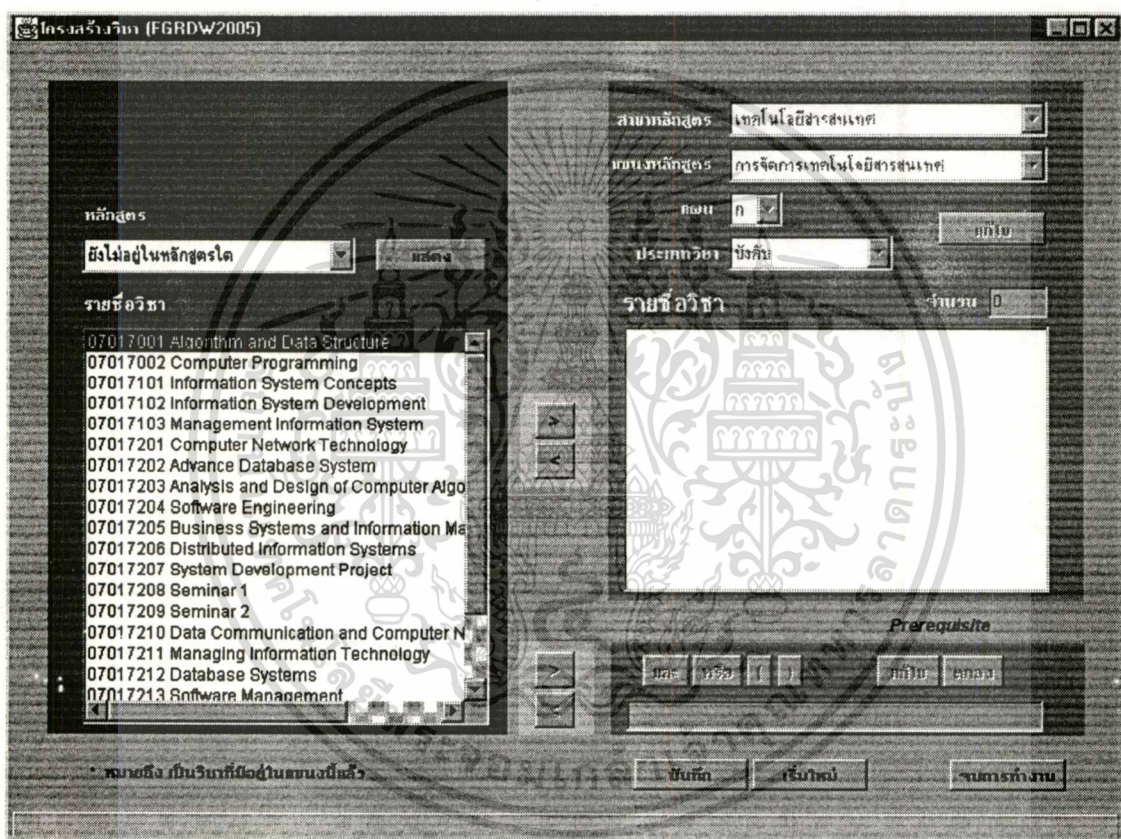 โครงสร้างวิชา (FGRDW2005)
สาขาหลักสูตร เทคโนโลยีสารสนเทศ
แขนงหลักสูตร การจัดการเทคโนโลยีสารสนเทศ
แผน ก
แก้ไข
ประเภทวิชา บังคับ
หลักสูตร
ยังไม่อยู่ในหลักสูตรใด แสดง
รายชื่อวิชา
07017001 Algorithm and Data Structure
07017002 Computer Programming
07017101 Information System Concepts
07017102 Information System Development
07017103 Management Information System
07017201 Computer Network Technology
07017202 Advance Database System
07017203 Analysis and Design of Computer Algo
07017204 Software Engineering
07017205 Business Systems and Information Ma
07017206 Distributed Information Systems
07017207 System Development Project
07017208 Seminar 1
07017209 Seminar 2
07017210 Data Communication and Computer N
07017211 Managing Information Technology
07017212 Database Systems
07017213 Software Management
> 
<
>
<
รายชื่อวิชา จำนวน 0
Prerequisite
และ หรือ ( ) แก้ไข ตกลง
* หมายถึง เป็นวิชาที่มีอยู่ในแขนงนี้แล้ว
บันทึก เริ่มใหม่ จบการทำงาน